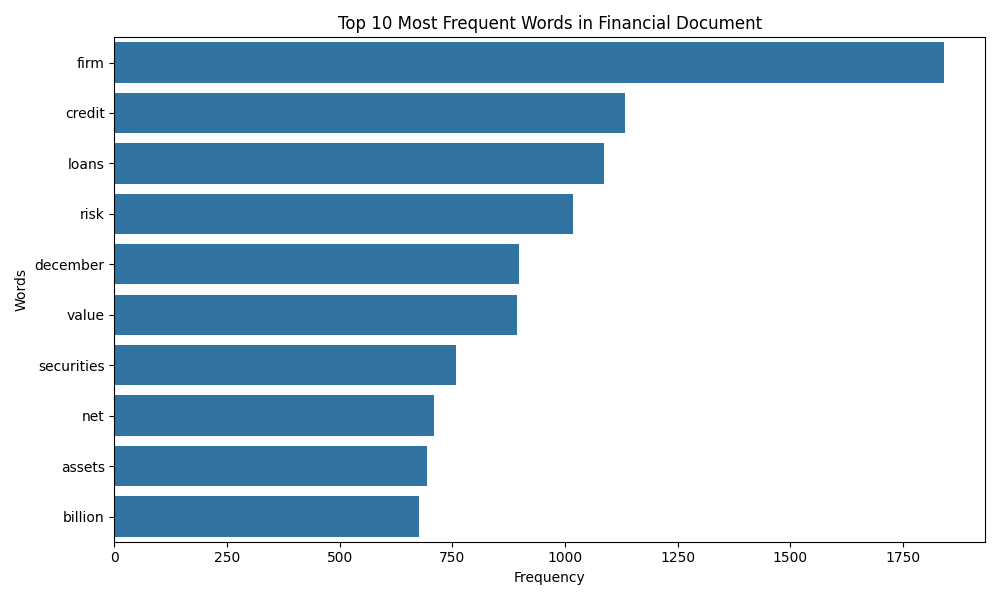 Top 10 Most Frequent Words in Financial Document
Words
firm
credit
loans
risk
december
value
securities
net
assets
billion
0 250 500 750 1000 1250 1500 1750
Frequency